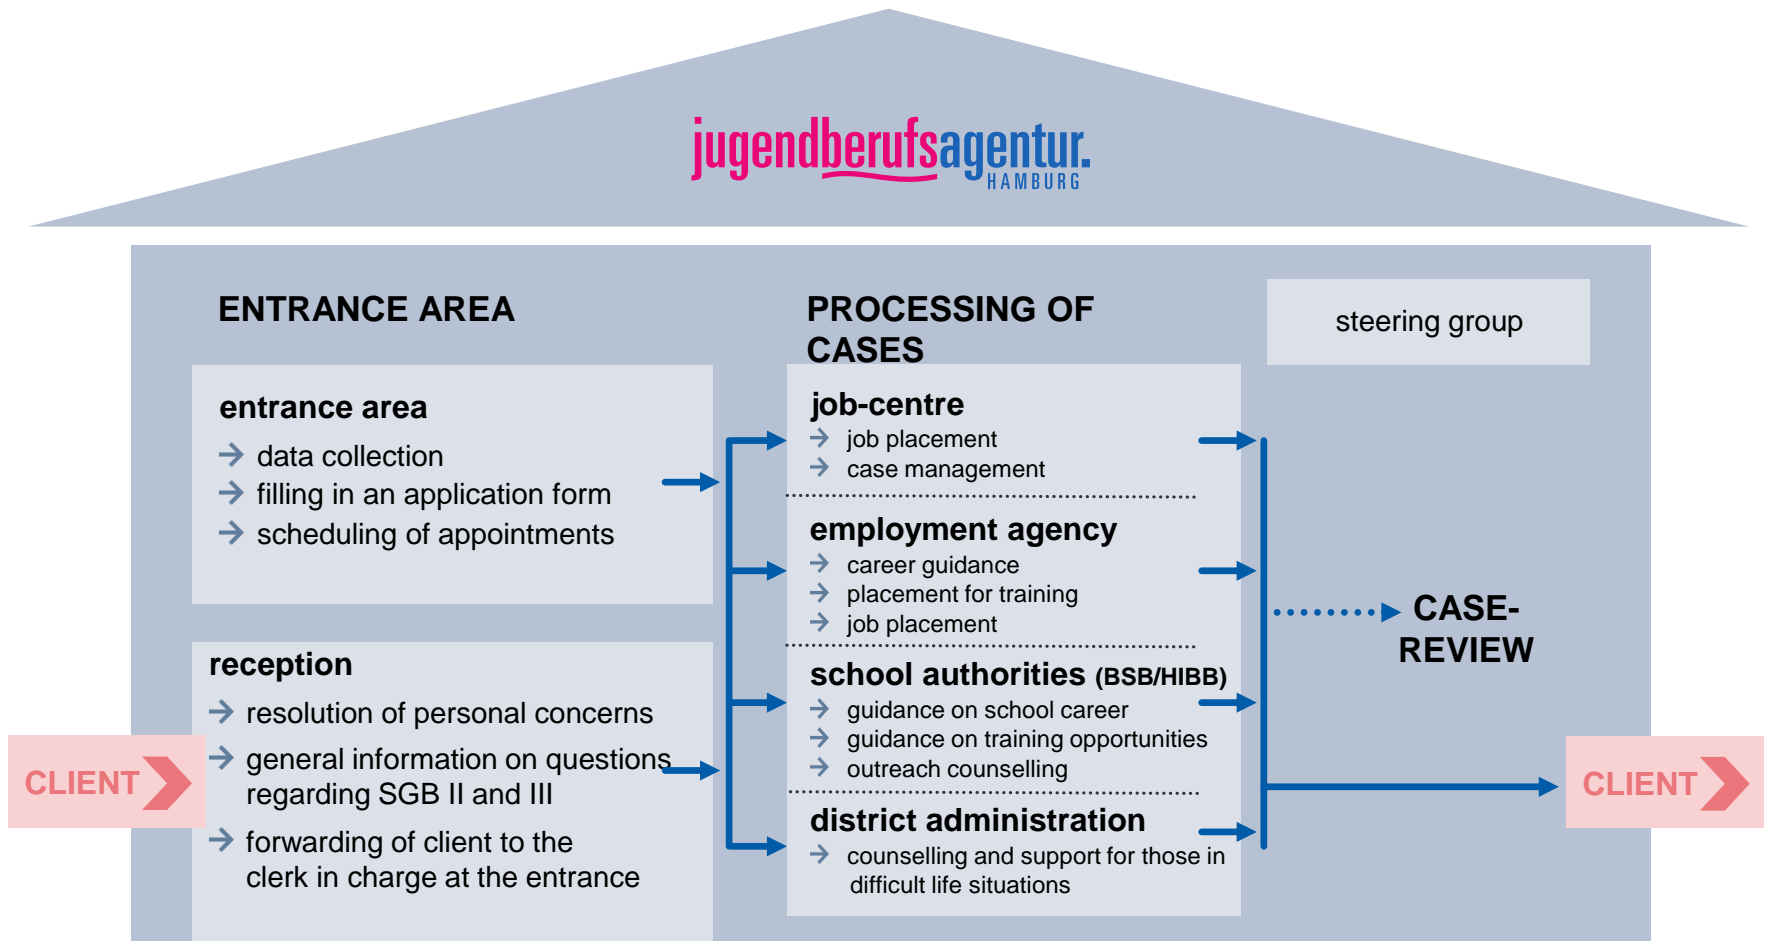 jugendberufsagentur.
HAMBURG
ENTRANCE AREA
entrance area
data collection
filling in an application form
scheduling of appointments
reception
resolution of personal concerns
general information on questions
regarding SGB II and III
forwarding of client to the
clerk in charge at the entrance
CLIENT
PROCESSING OF
CASES
job-centre
job placement
case management
employment agency
career guidance
placement for training
job placement
school authorities (BSB/HIBB)
guidance on school career
guidance on training opportunities
outreach counselling
district administration
counselling and support for those in
difficult life situations
steering group
CASE-
REVIEW
CLIENT